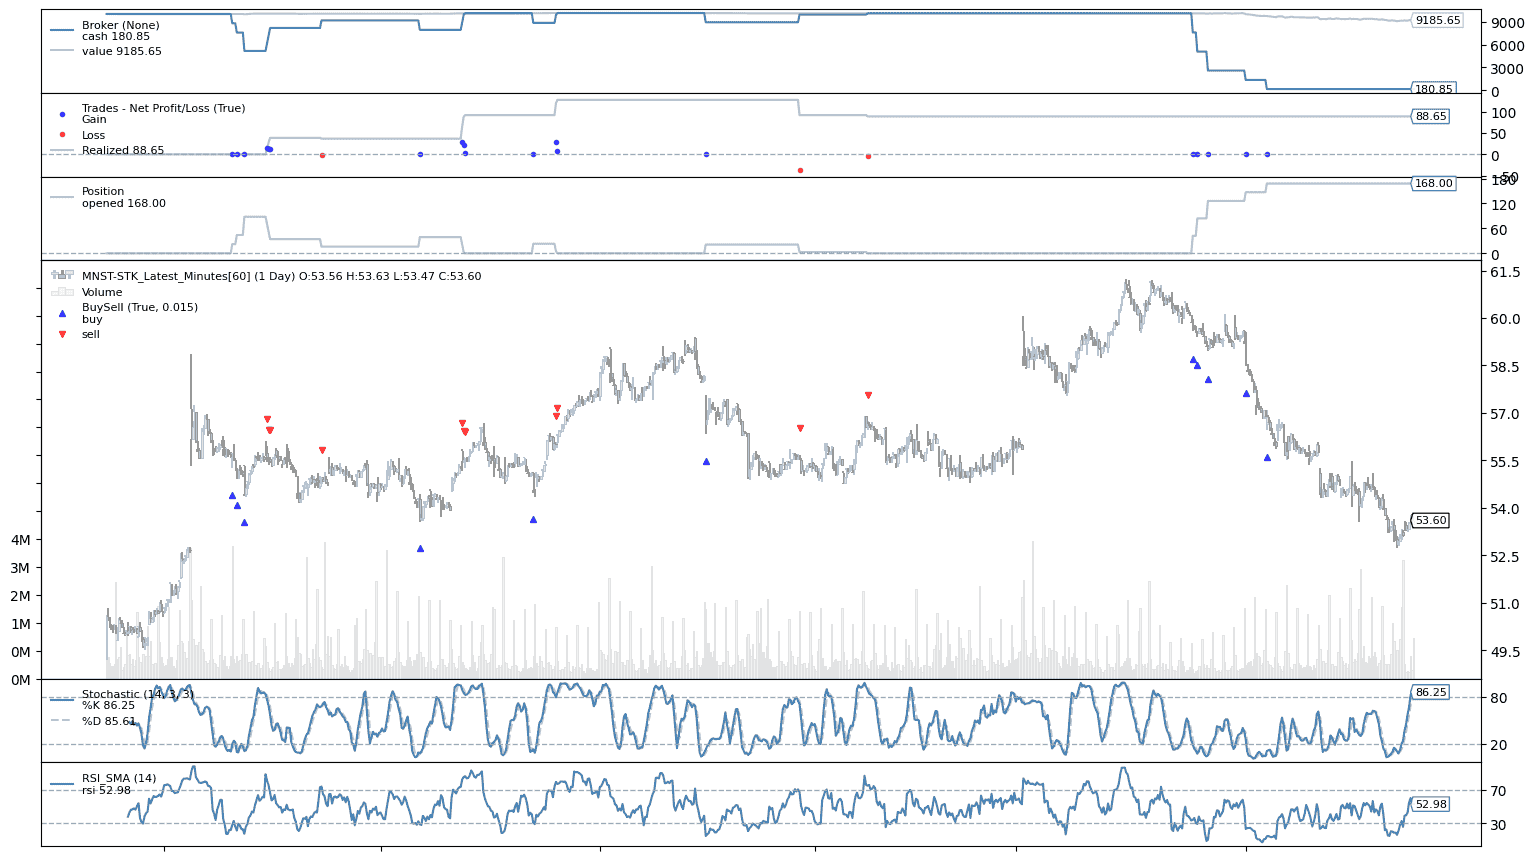 Broker (None)
cash 180.85
value 9185.65
9185.65
180.85
9000
6000
3000
0
Trades - Net Profit/Loss (True)
Gain
Loss
Realized 88.65
88.65
100
50
0
−50
Position
opened 168.00
168.00
180
120
60
0
MNST-STK_Latest_Minutes[60] (1 Day) O:53.56 H:53.63 L:53.47 C:53.60
Volume
BuySell (True, 0.015)
buy
sell
61.5
60.0
58.5
57.0
55.5
54.0
53.60
52.5
51.0
49.5
4M
3M
2M
1M
0M
0M
Stochastic (14, 3, 3)
%K 86.25
%D 85.61
86.25
80
20
RSI_SMA (14)
rsi 52.98
52.98
70
30